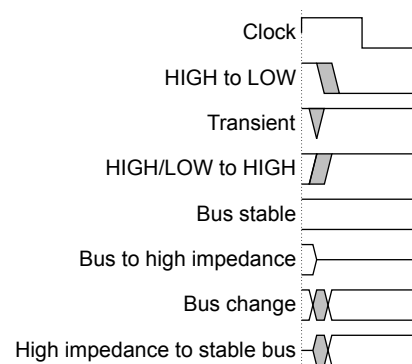 Clock
HIGH to LOW
Transient
HIGH/LOW to HIGH
Bus stable
Bus to high impedance
Bus change
High impedance to stable bus